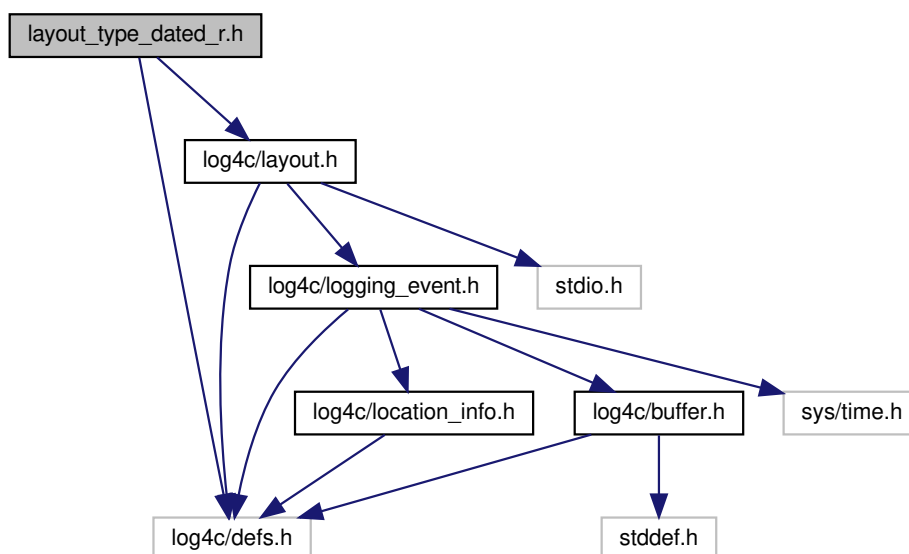 layout_type_dated_r.h
log4c/layout.h
log4c/logging_event.h
stdio.h
log4c/location_info.h
log4c/buffer.h
sys/time.h
log4c/defs.h
stddef.h